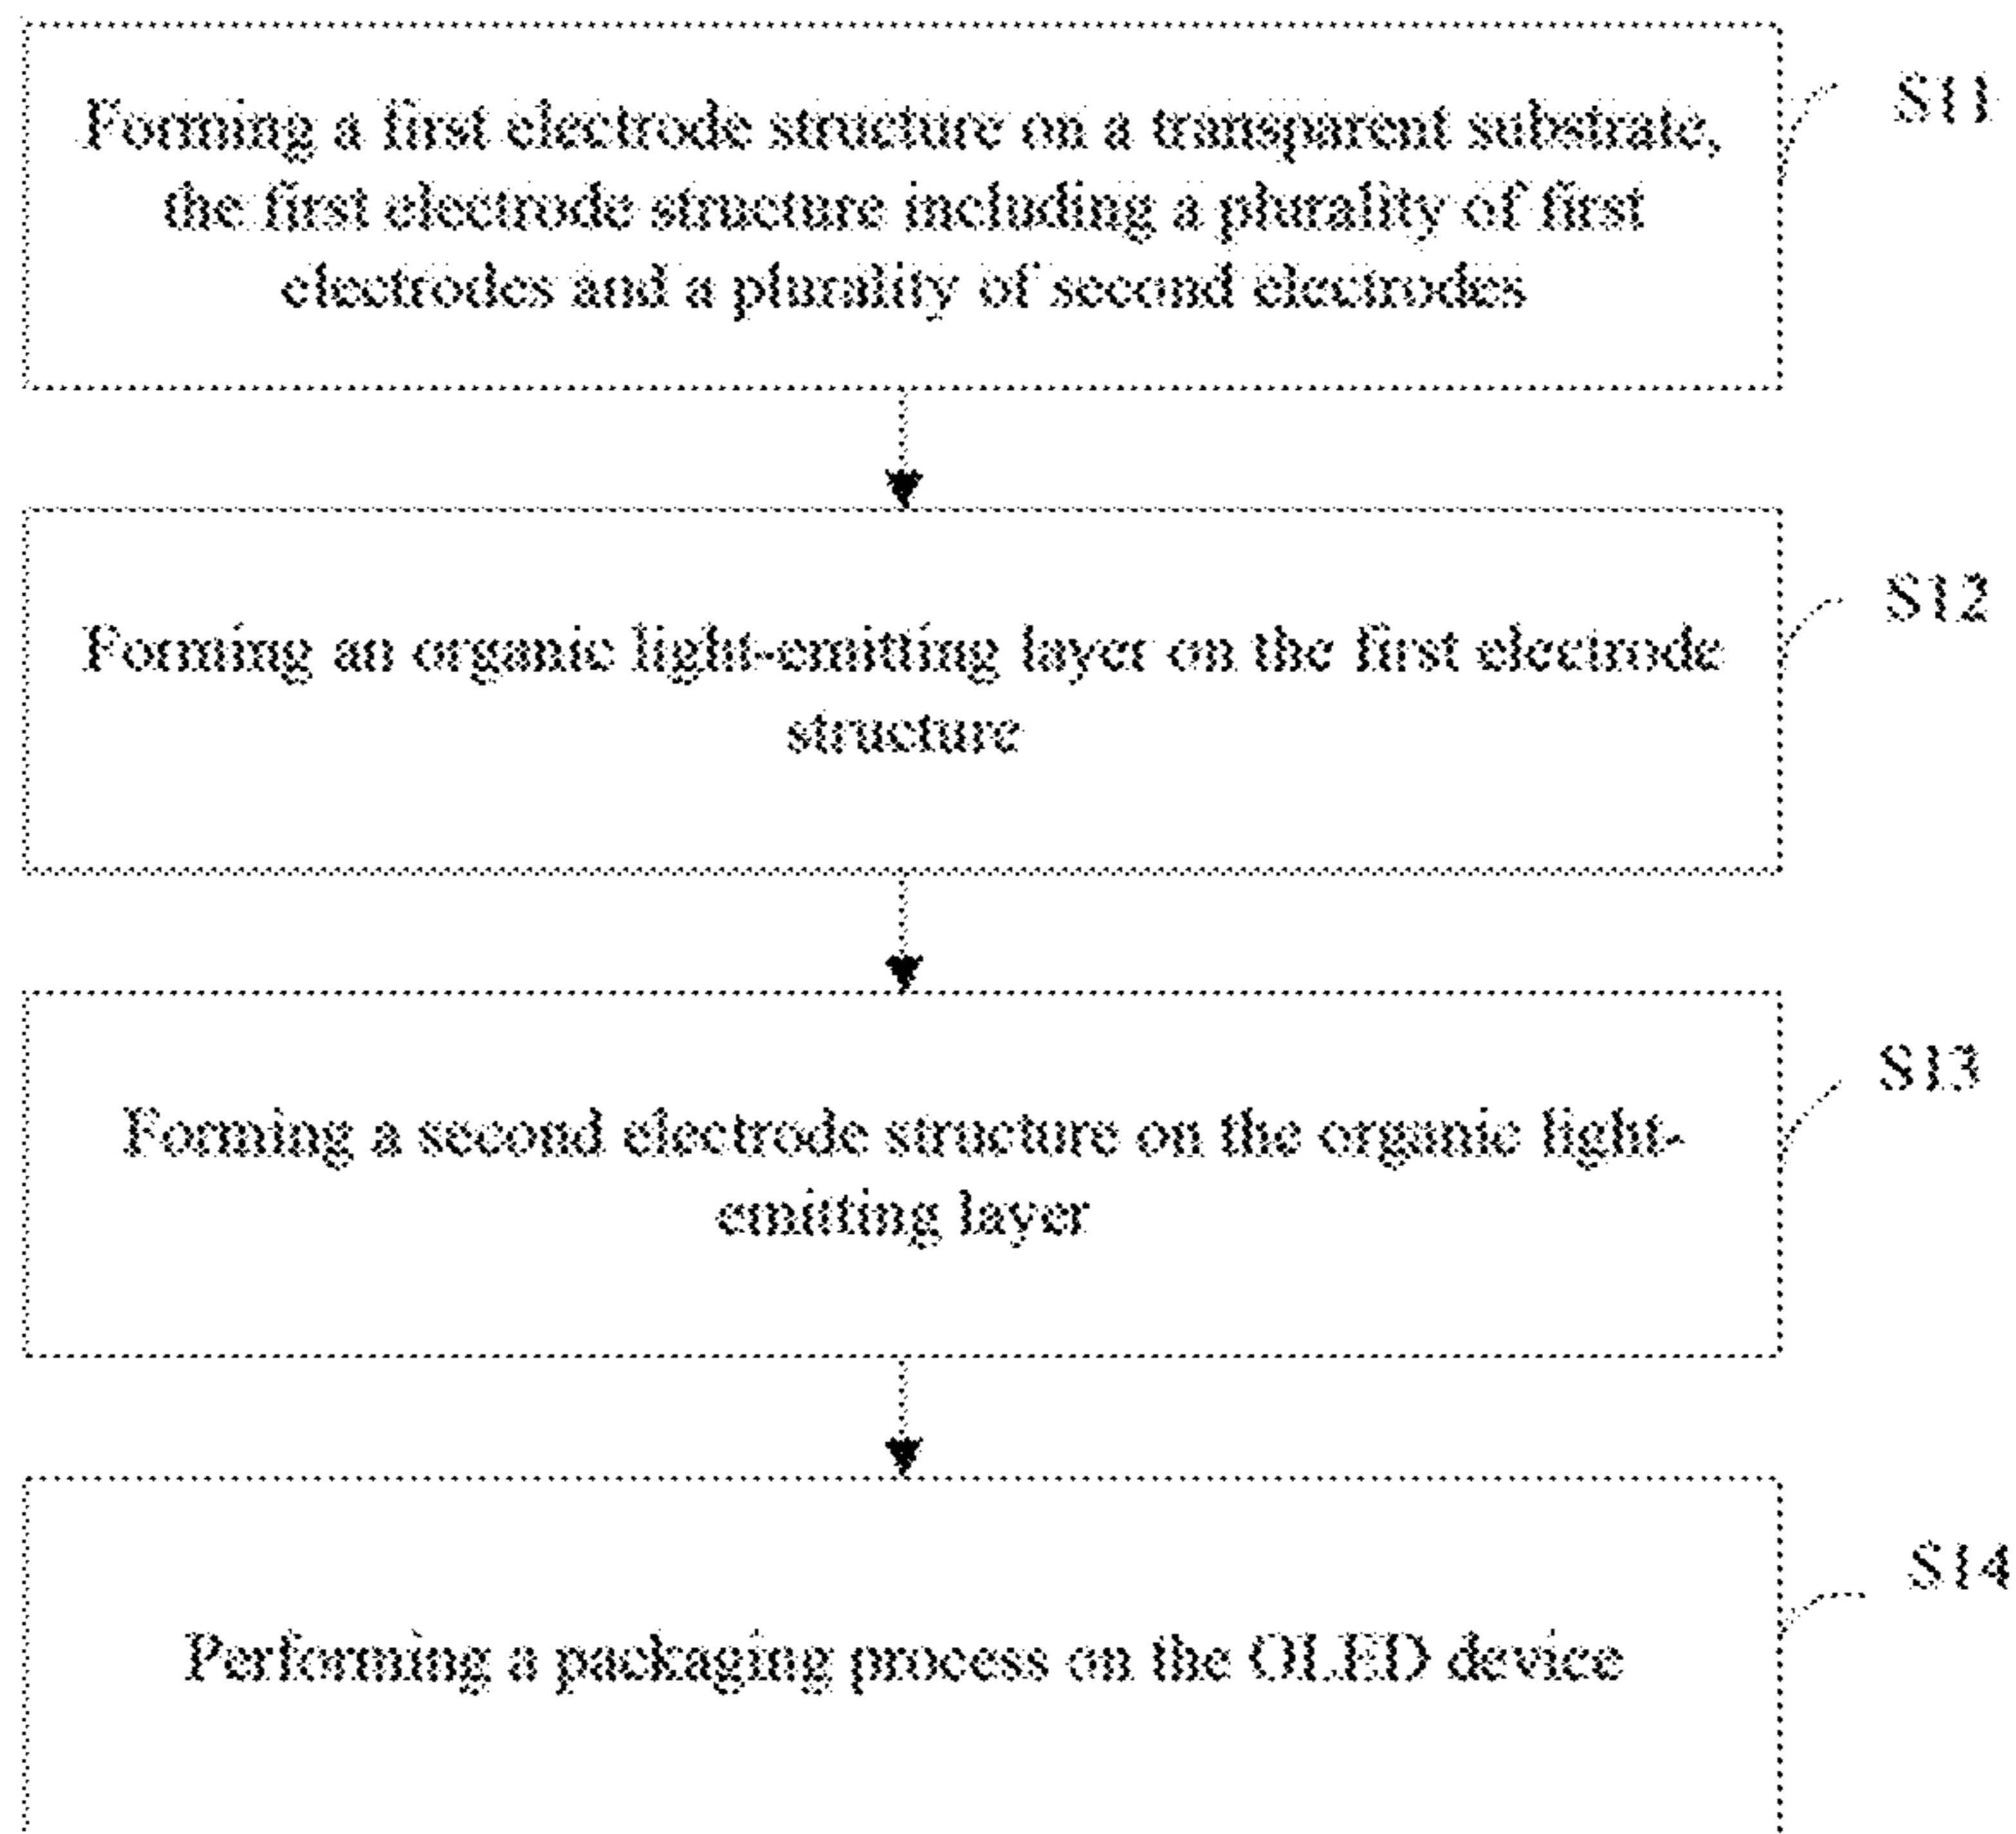 Forming a first electrode structure on a transparent substrate,
the first electrode structure including a plurality of first
electrodes and a plurality of second electrodes
S11
Forming an organic light-emitting layer on the first electrode
structure
S12
Forming a second electrode structure on the organic light-
emitting layer
S13
Performing a packaging process on the OLED device
S14